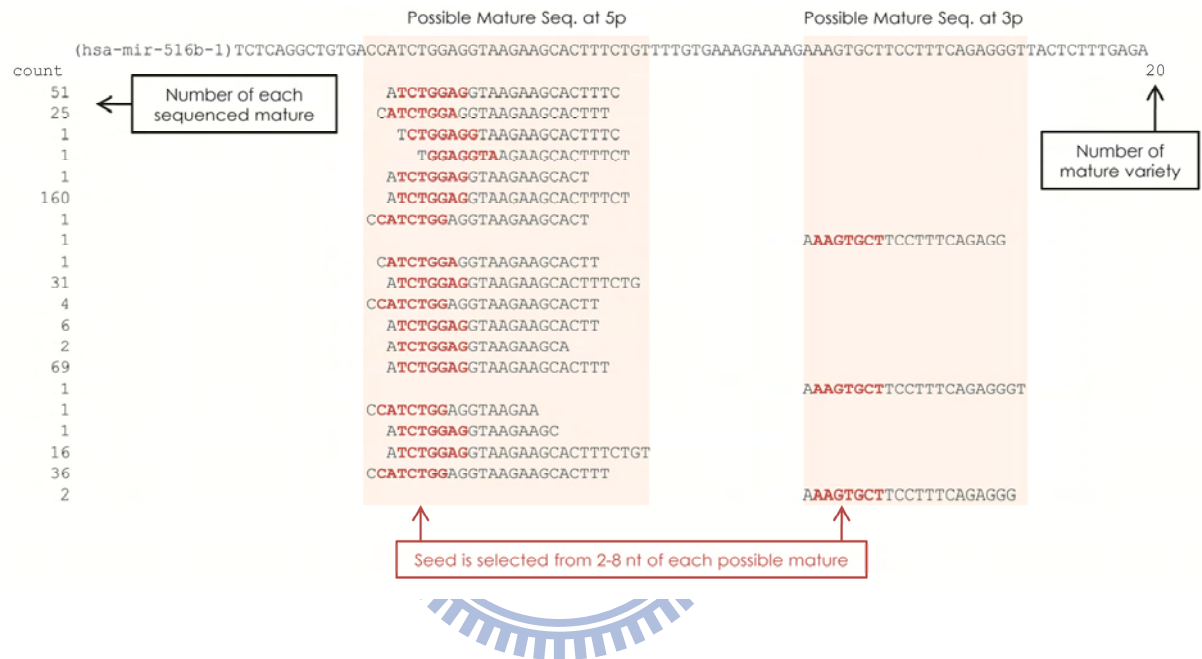 Possible Mature Seq. at 5p Possible Mature Seq. at 3p
(hsa-mir-516b-1)TCTCAGGCTGTGACCATCTGGAGGTAAGAAGCACTTTCTGTTTTGTGAAAGAAAAGAAAGTGCTTCCTTTCAGAGGGTTACTCTTTGAGA
count 20
51 ATCTGGAGGTAAGAAGCACTTTC
25 CATCTGGAGGTAAGAAGCACTTT
1 TCTGGAGGTAAGAAGCACTTTC
1 TGGAGGTAAGAAGCACTTTCT
1 ATCTGGAGGTAAGAAGCACT
160 ATCTGGAGGTAAGAAGCACTTTCT
1 CCATCTGGAGGTAAGAAGCACT
1 AAAGTGCTTCCTTTCAGAGG
1 CATCTGGAGGTAAGAAGCACTT
31 ATCTGGAGGTAAGAAGCACTTTCTG
4 CCATCTGGAGGTAAGAAGCACTT
6 ATCTGGAGGTAAGAAGCACTT
2 ATCTGGAGGTAAGAAGCA
69 ATCTGGAGGTAAGAAGCACTTT
1 AAAGTGCTTCCTTTCAGAGGGT
1 CCATCTGGAGGTAAGAA
1 ATCTGGAGGTAAGAAGC
16 ATCTGGAGGTAAGAAGCACTTTCTGT
36 CCATCTGGAGGTAAGAAGCACTTT
2 AAAGTGCTTCCTTTCAGAGGG
Number of each
sequenced mature
Number of
mature variety
Seed is selected from 2-8 nt of each possible mature